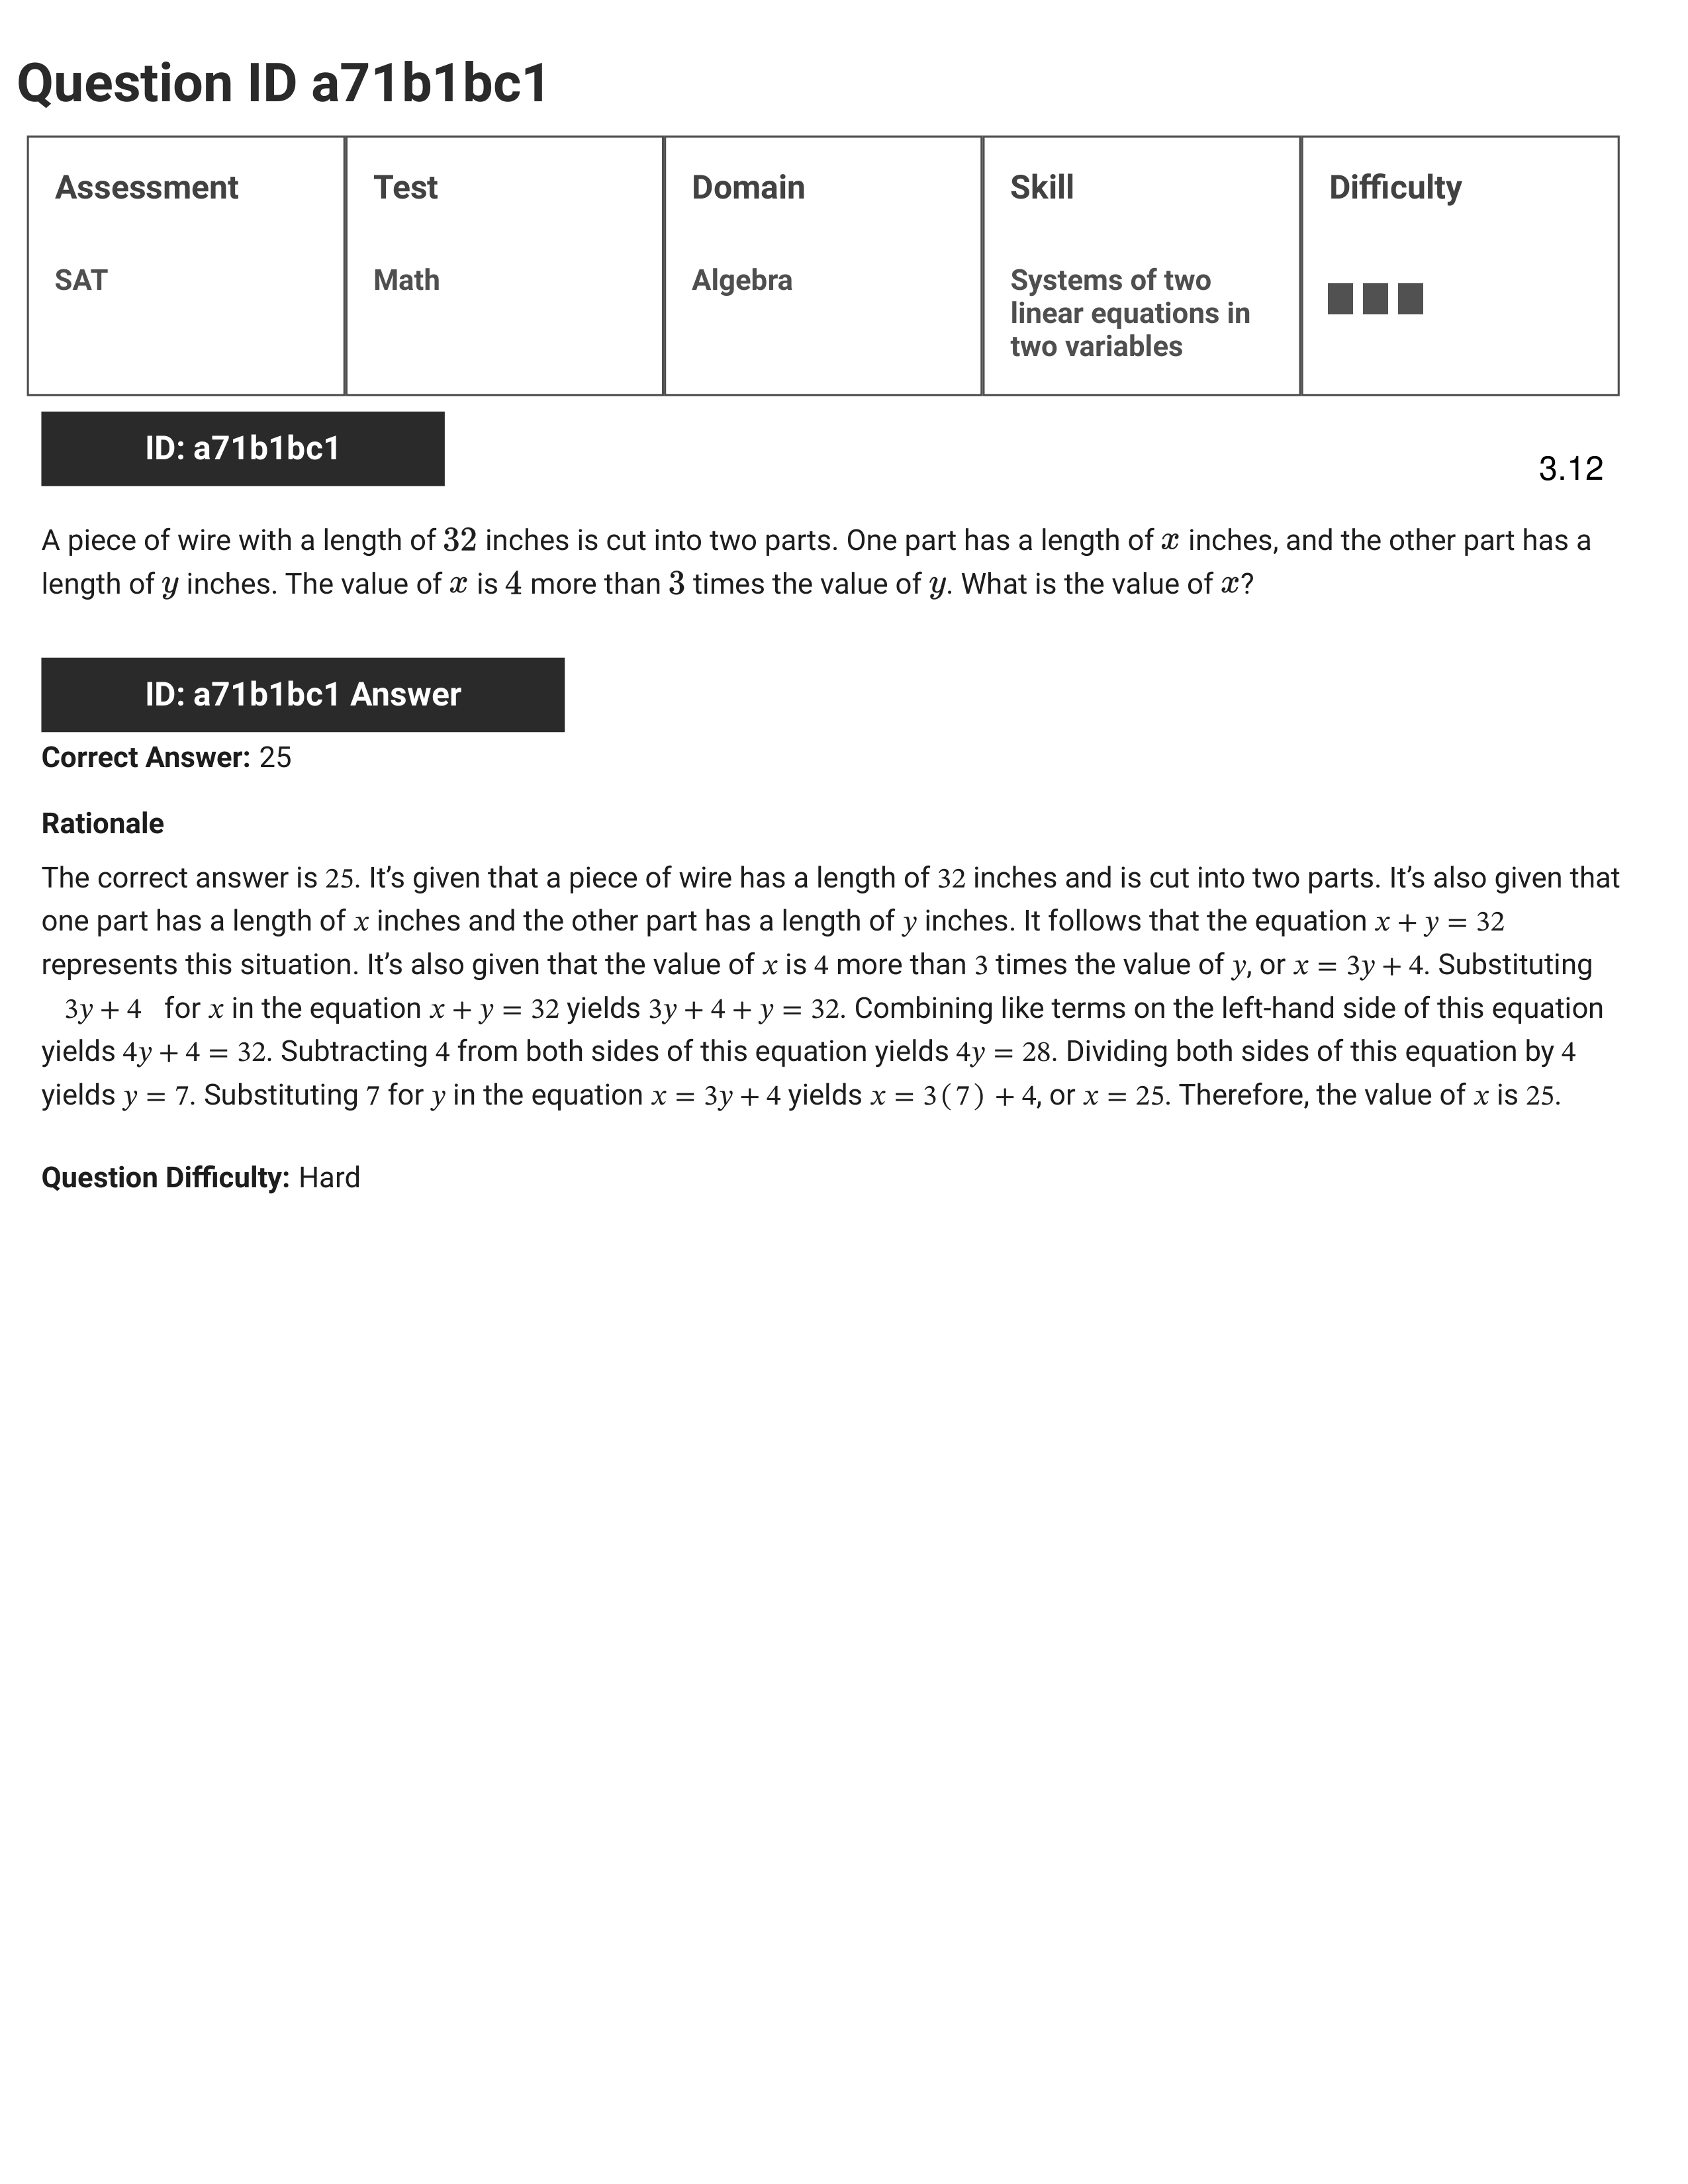 Question ID a71b1bc1
Assessment
Test
Domain
Skill
Difficulty
SAT
Math
Algebra
Systems of two
linear equations in
two variables
ID: a71b1bc1
3.12
A piece of wire with a length of 32 inches is cut into two parts. One part has a length of x inches, and the other part has a
length of y inches. The value of x is 4 more than 3 times the value of y. What is the value of x?
ID: a71b1bc1 Answer
Correct Answer: 25
Rationale
The correct answer is 25. It’s given that a piece of wire has a length of 32 inches and is cut into two parts. It’s also given that
one part has a length of x inches and the other part has a length of y inches. It follows that the equation x + y = 32
represents this situation. It’s also given that the value of x is 4 more than 3 times the value of y, or x = 3y + 4. Substituting
3y + 4 for x in the equation x + y = 32 yields 3y + 4 + y = 32. Combining like terms on the left-hand side of this equation
yields 4y + 4 = 32. Subtracting 4 from both sides of this equation yields 4y = 28. Dividing both sides of this equation by 4
yields y = 7. Substituting 7 for y in the equation x = 3y + 4 yields x = 3(7) + 4, or x = 25. Therefore, the value of x is 25.
Question Difficulty: Hard